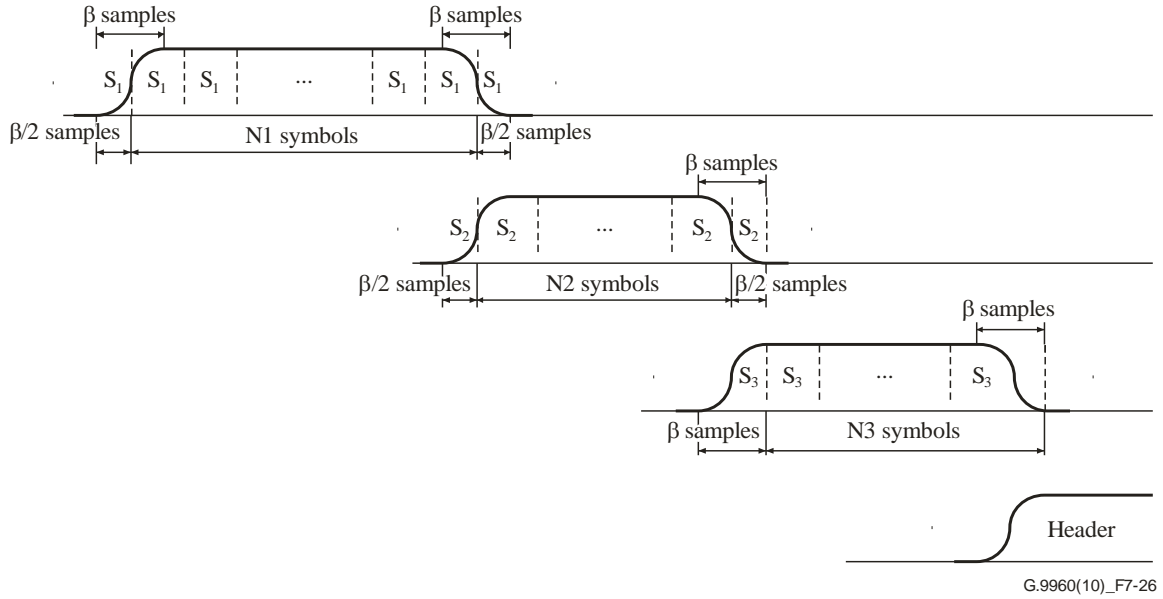 β samples β samples
S1 S1 S1 ... S1 S1 S1
β/2 samples N1 symbols β/2 samples
β samples
S2 S2 ... S2 S2
β/2 samples N2 symbols β/2 samples
β samples
S3 S3 ... S3
β samples N3 symbols
Header
G.9960(10)_F7-26